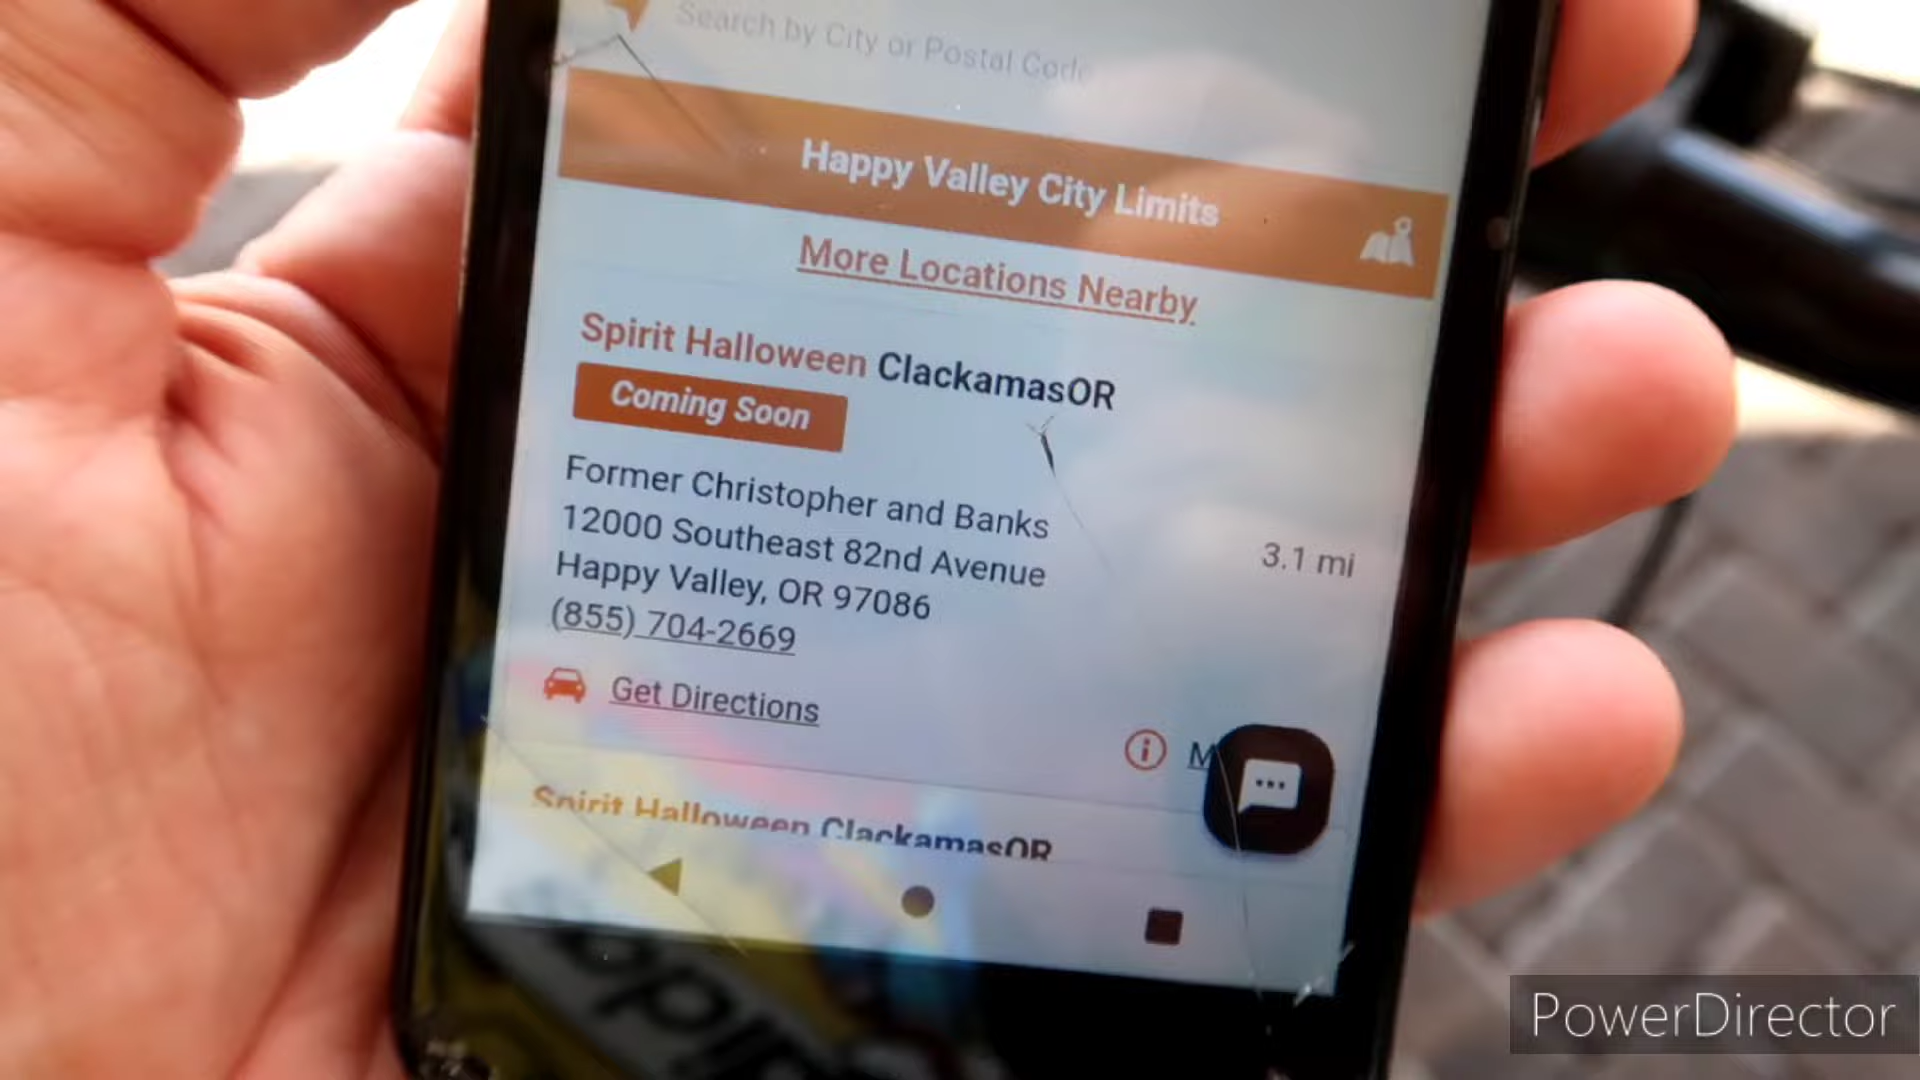 Search by City or Postal Code
Happy Valley City Limits
More Locations Nearby
Spirit Halloween ClackamasOR
Coming Soon
Former Christopher and Banks
12000 Southeast 82nd Avenue
3.1 mi
Happy Valley, OR 97086
(855) 704-2669
Get Directions
M
Spirit Halloween ClackamasOR
PowerDirector